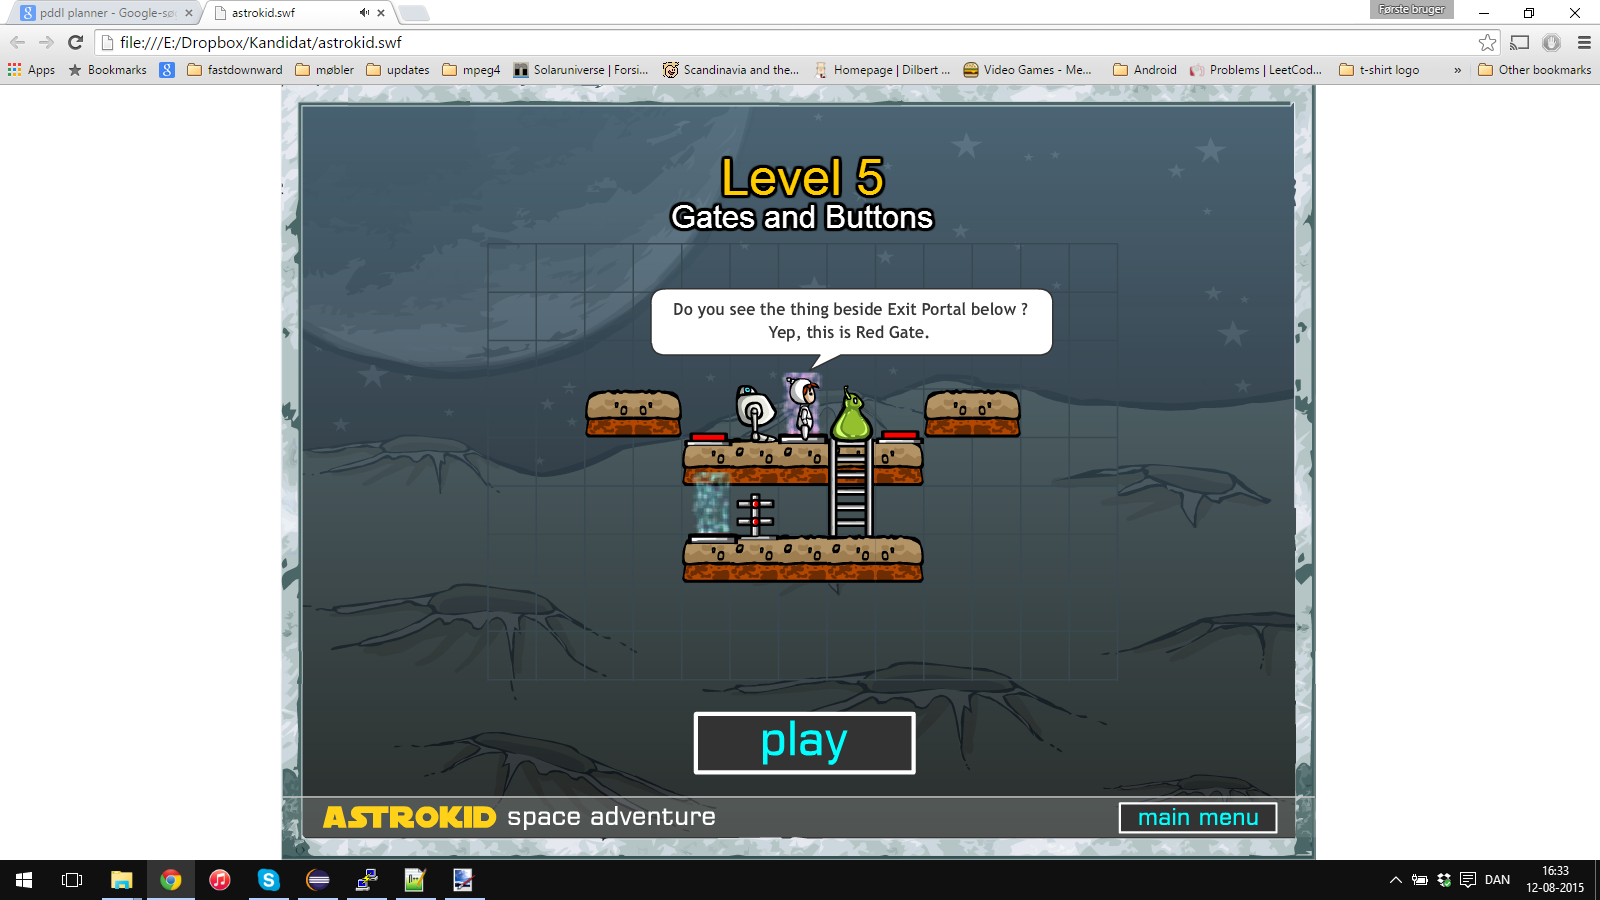 pddl planner - Google-sø
astrokid.swf
Første bruger
file:///E:/Dropbox/Kandidat/astrokid.swf
Apps
Bookmarks
fastdownward
møbler
updates
mpeg4
Solaruniverse | Forsi...
Scandinavia and the...
Homepage | Dilbert ...
Video Games - Me...
Android
Problems | LeetCod...
t-shirt logo
»
Other bookmarks
Level 5
Gates and Buttons
Do you see the thing beside Exit Portal below ?
Yep, this is Red Gate.
play
ASTROKID space adventure
main menu
DAN
16:33
12-08-2015